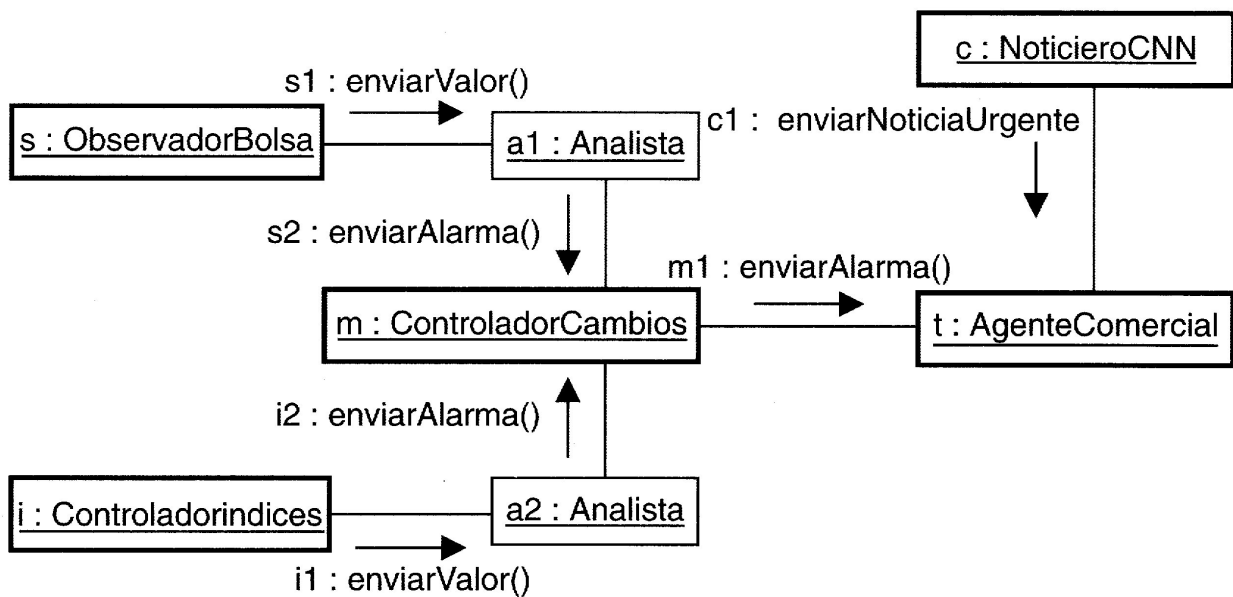 c : NoticieroCNN
s1 : enviarValor()
s : ObservadorBolsa
a1 : Analista
c1 : enviarNoticiaUrgente
s2 : enviarAlarma()
m1 : enviarAlarma()
m : ControladorCambios
t : AgenteComercial
i2 : enviarAlarma()
i : Controladorindices
a2 : Analista
i1 : enviarValor()